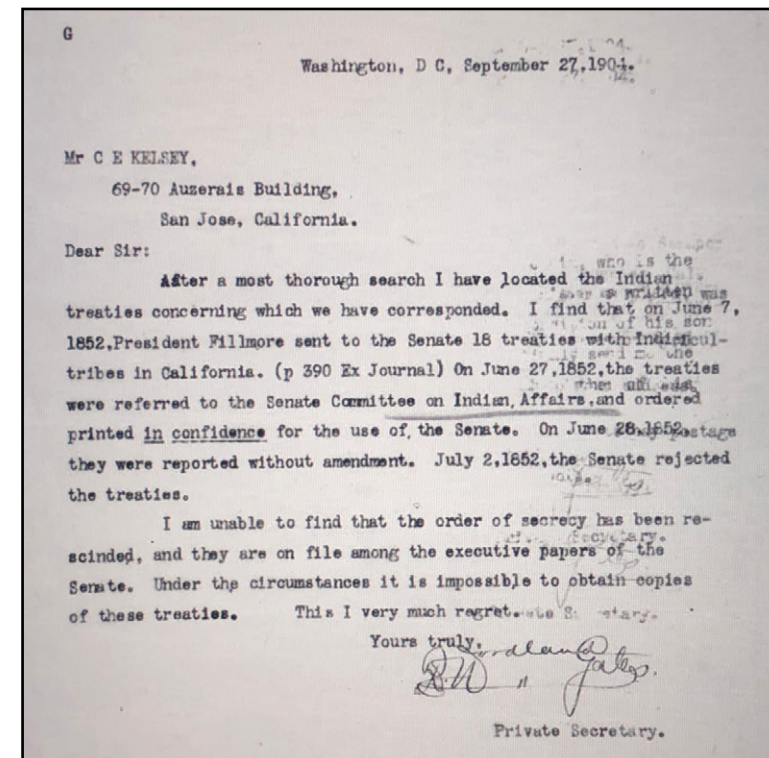 G
Washington, D C, September 27, 1904.
Mr C E KELSEY,
69-70 Auzerais Building,
San Jose, California.
Dear Sir:
After a most thorough search I have located the Indian
treaties concerning which we have corresponded. I find that on June 7,
1852, President Fillmore sent to the Senate 18 treaties with Indian
tribes in California. (p 390 Ex Journal) On June 27,1852, the treaties
were referred to the Senate Committee on Indian Affairs, and ordered
printed in confidence for the use of the Senate. On June 28,1852,
they were reported without amendment. July 2,1852, the Senate rejected
the treaties.
I am unable to find that the order of secrecy has been re-
scinded, and they are on file among the executive papers of the
Senate. Under the circumstances it is impossible to obtain copies
of these treaties. This I very much regret.
Yours truly,
Gates.
Private Secretary.